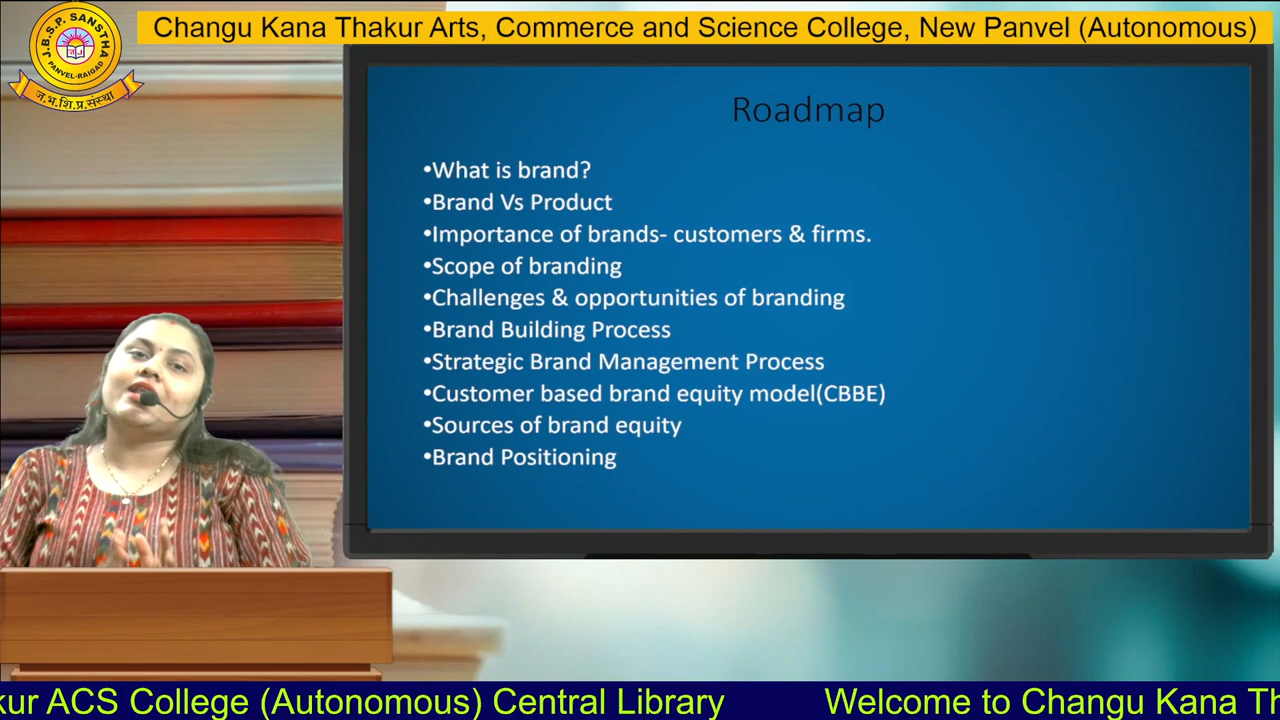 Changu Kana Thakur Arts, Commerce and Science College, New Panvel (Autonomous)
J.B.S.P. SANSTHA
PANVEL-RAIGAD
ज.भ.शि.प्र.संस्था
Roadmap
•What is brand?
•Brand Vs Product
•Importance of brands- customers & firms.
•Scope of branding
•Challenges & opportunities of branding
•Brand Building Process
•Strategic Brand Management Process
•Customer based brand equity model(CBBE)
•Sources of brand equity
•Brand Positioning
kur ACS College (Autonomous) Central Library Welcome to Changu Kana Th